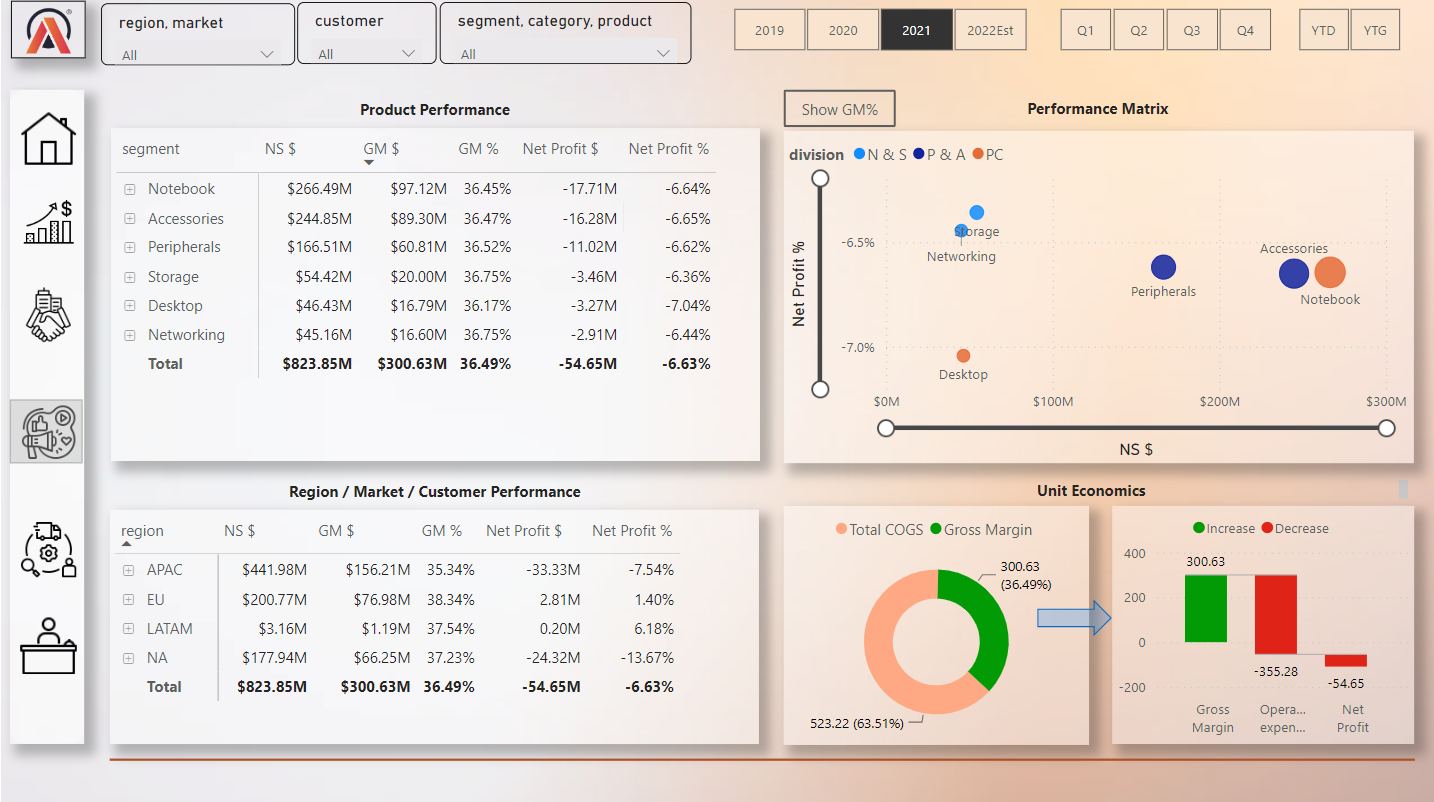 region, market
All
customer
All
segment, category, product
All
2019 2020 2021 2022Est
Q1 Q2 Q3 Q4
YTD YTG
Product Performance
segment NS $ GM $ GM % Net Profit $ Net Profit %
Notebook $266.49M $97.12M 36.45% -17.71M -6.64%
Accessories $244.85M $89.30M 36.47% -16.28M -6.65%
Peripherals $166.51M $60.81M 36.52% -11.02M -6.62%
Storage $54.42M $20.00M 36.75% -3.46M -6.36%
Desktop $46.43M $16.79M 36.17% -3.27M -7.04%
Networking $45.16M $16.60M 36.75% -2.91M -6.44%
Total $823.85M $300.63M 36.49% -54.65M -6.63%
Show GM%
Performance Matrix
division N & S P & A PC
Net Profit %
-6.5%
-7.0%
Storage
Networking
Peripherals
Accessories
Notebook
Desktop
$0M $100M $200M $300M
NS $
Region / Market / Customer Performance
region NS $ GM $ GM % Net Profit $ Net Profit %
APAC $441.98M $156.21M 35.34% -33.33M -7.54%
EU $200.77M $76.98M 38.34% 2.81M 1.40%
LATAM $3.16M $1.19M 37.54% 0.20M 6.18%
NA $177.94M $66.25M 37.23% -24.32M -13.67%
Total $823.85M $300.63M 36.49% -54.65M -6.63%
Unit Economics
Total COGS Gross Margin
300.63
(36.49%)
523.22 (63.51%)
Increase Decrease
400
200
0
-200
300.63
-355.28
-54.65
Gross
Margin
Opera...
expen...
Net
Profit